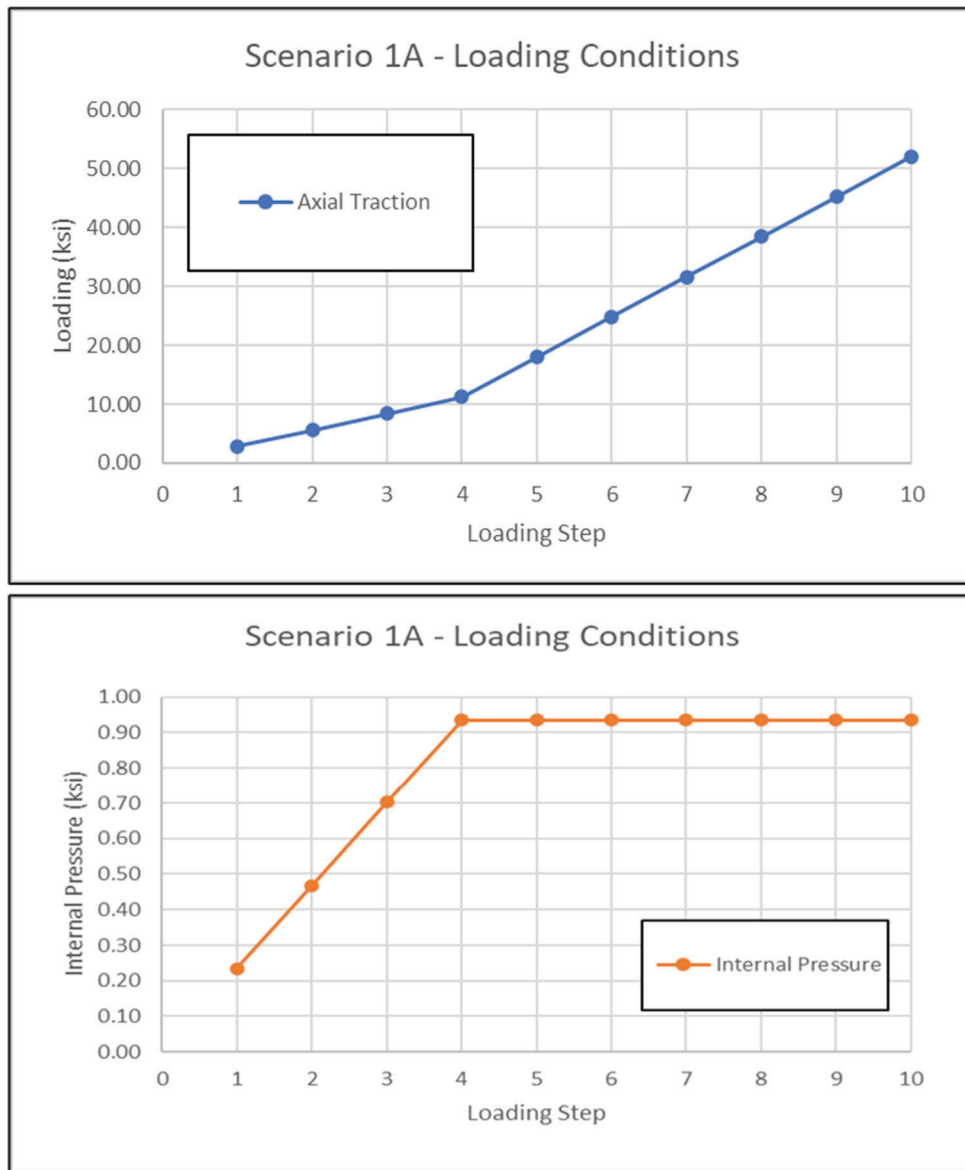 Scenario 1A - Loading Conditions
60.00
50.00
40.00
30.00
20.00
10.00
0.00
Loading (ksi)
Axial Traction
0 1 2 3 4 5 6 7 8 9 10
Loading Step
Scenario 1A - Loading Conditions
1.00
0.90
0.80
0.70
0.60
0.50
0.40
0.30
0.20
0.10
0.00
Internal Pressure (ksi)
Internal Pressure
0 1 2 3 4 5 6 7 8 9 10
Loading Step